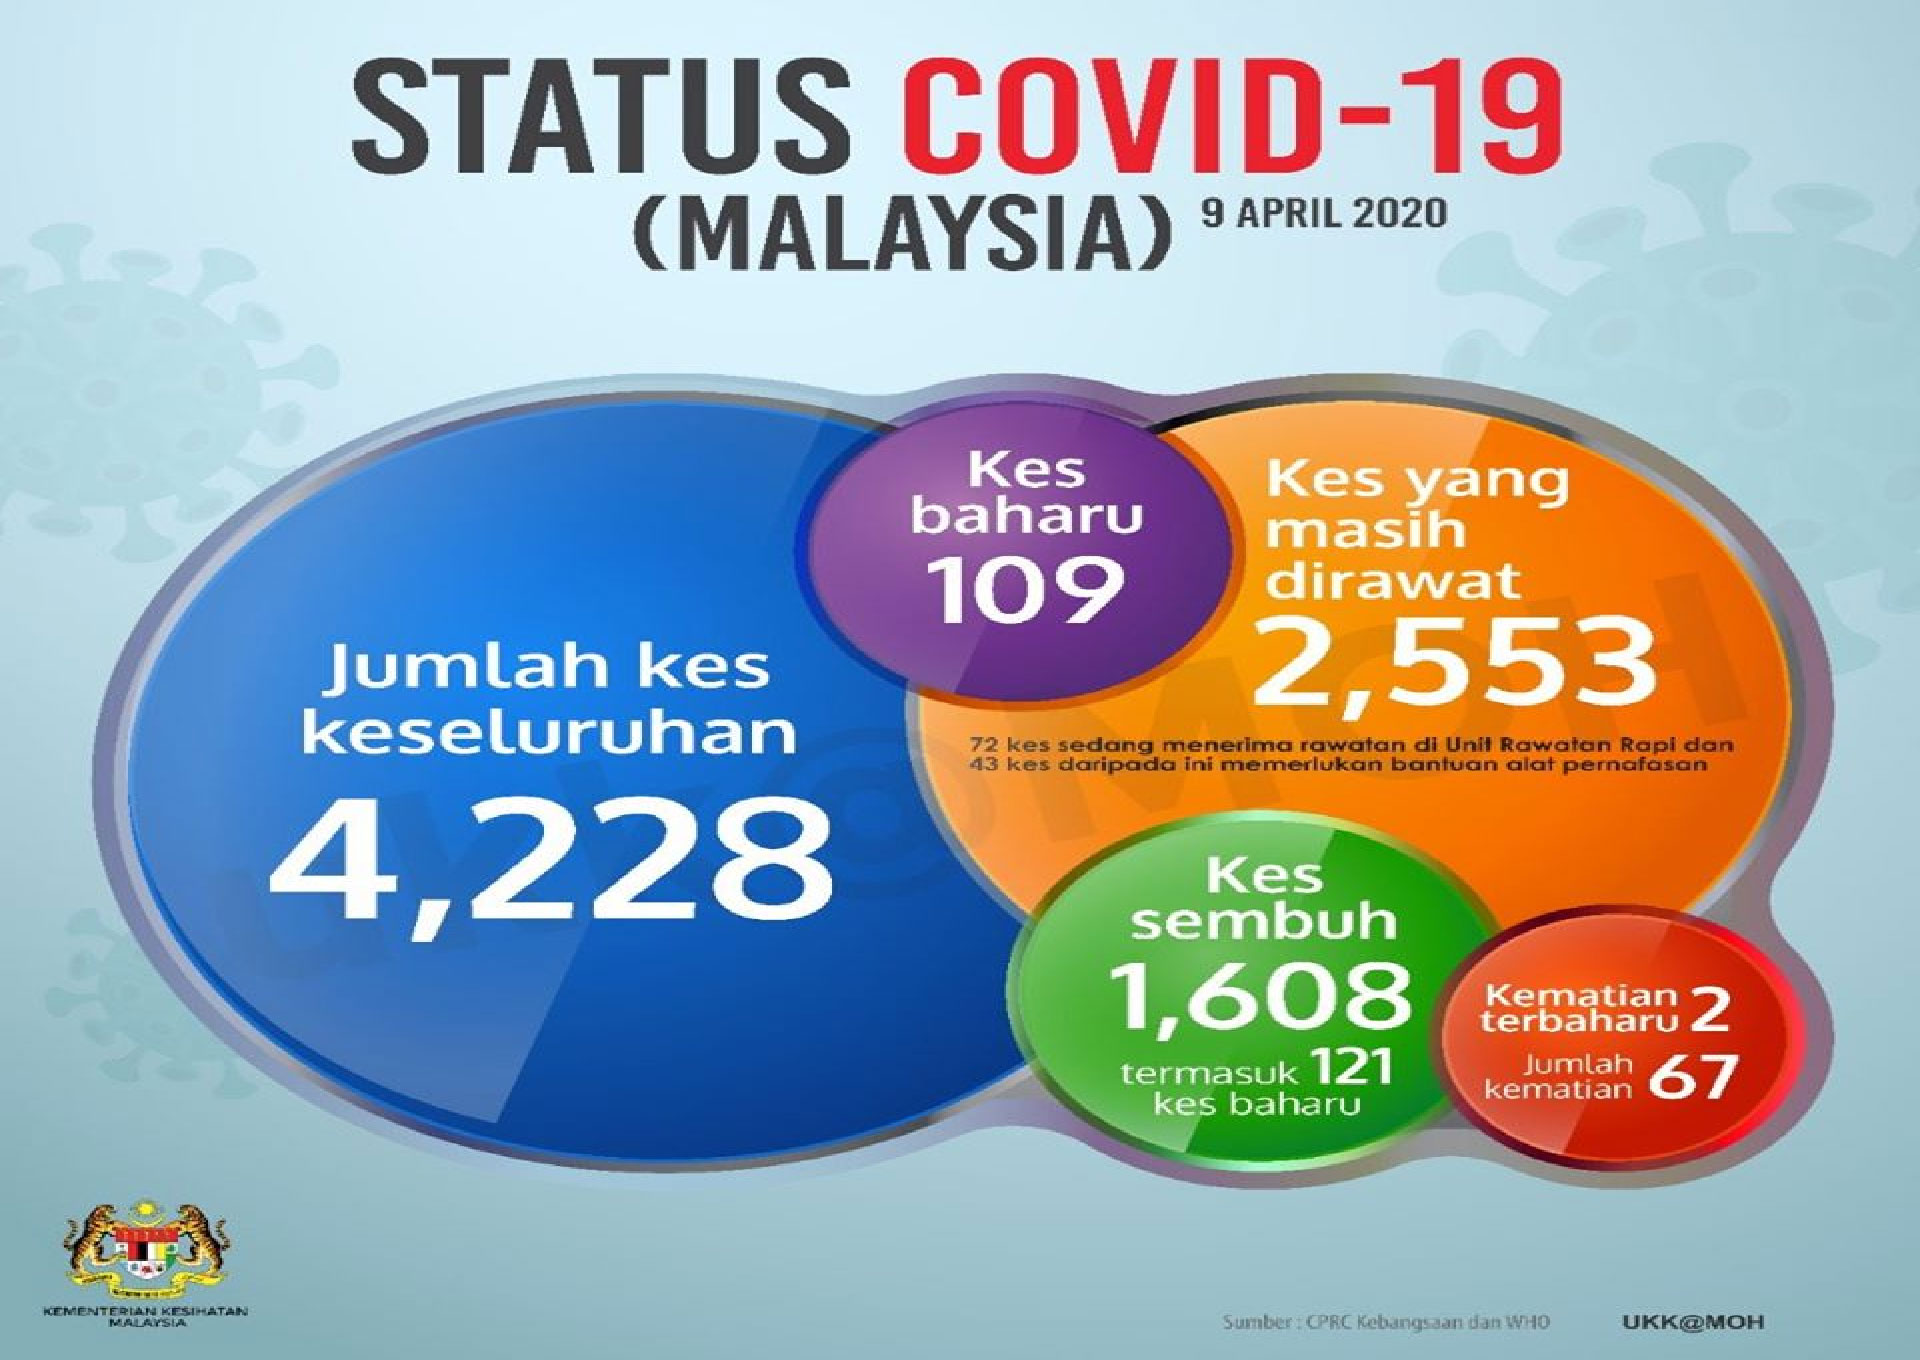 STATUS COVID-19
(MALAYSIA) 9 APRIL 2020
Jumlah kes
keseluruhan
4,228
Kes
baharu
109
Kes yang
masih
dirawat
2,553
72 kes sedang menerima rawatan di Unit Rawatan Rapi dan
43 kes daripada ini memerlukan bantuan alat pernafasan
Kes
sembuh
1,608
termasuk 121
kes baharu
Kematian
terbaharu 2
Jumlah
kematian 67
KEMENTERIAN KESIHATAN
MALAYSIA
Sumber : CPRC Kebangsaan dan WHO
UKK@MOH
UKK@MOH